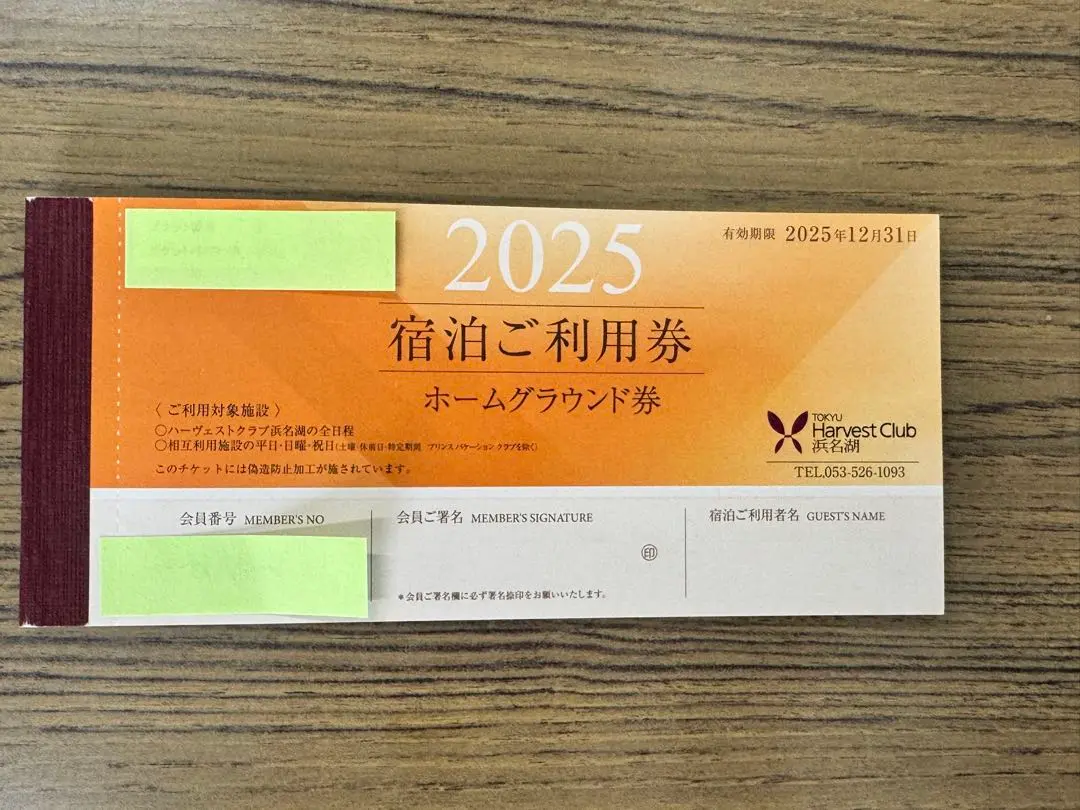 2025
有効期限 2025年12月31日
宿泊ご利用券
ホームグラウンド券
〈ご利用対象施設〉
○ハーヴェストクラブ浜名湖の全日程
○相互利用施設の平日・日曜・祝日(土曜・休前日・特定期間 プリンス バケーション クラブを除く)
このチケットには偽造防止加工が施されています。
TOKYU
Harvest Club
浜名湖
TEL,053-526-1093
会員番号 MEMBER'S NO
会員ご署名 MEMBER'S SIGNATURE
宿泊ご利用者名 GUEST'S NAME
印
*会員ご署名欄に必ず署名捺印をお願いいたします。